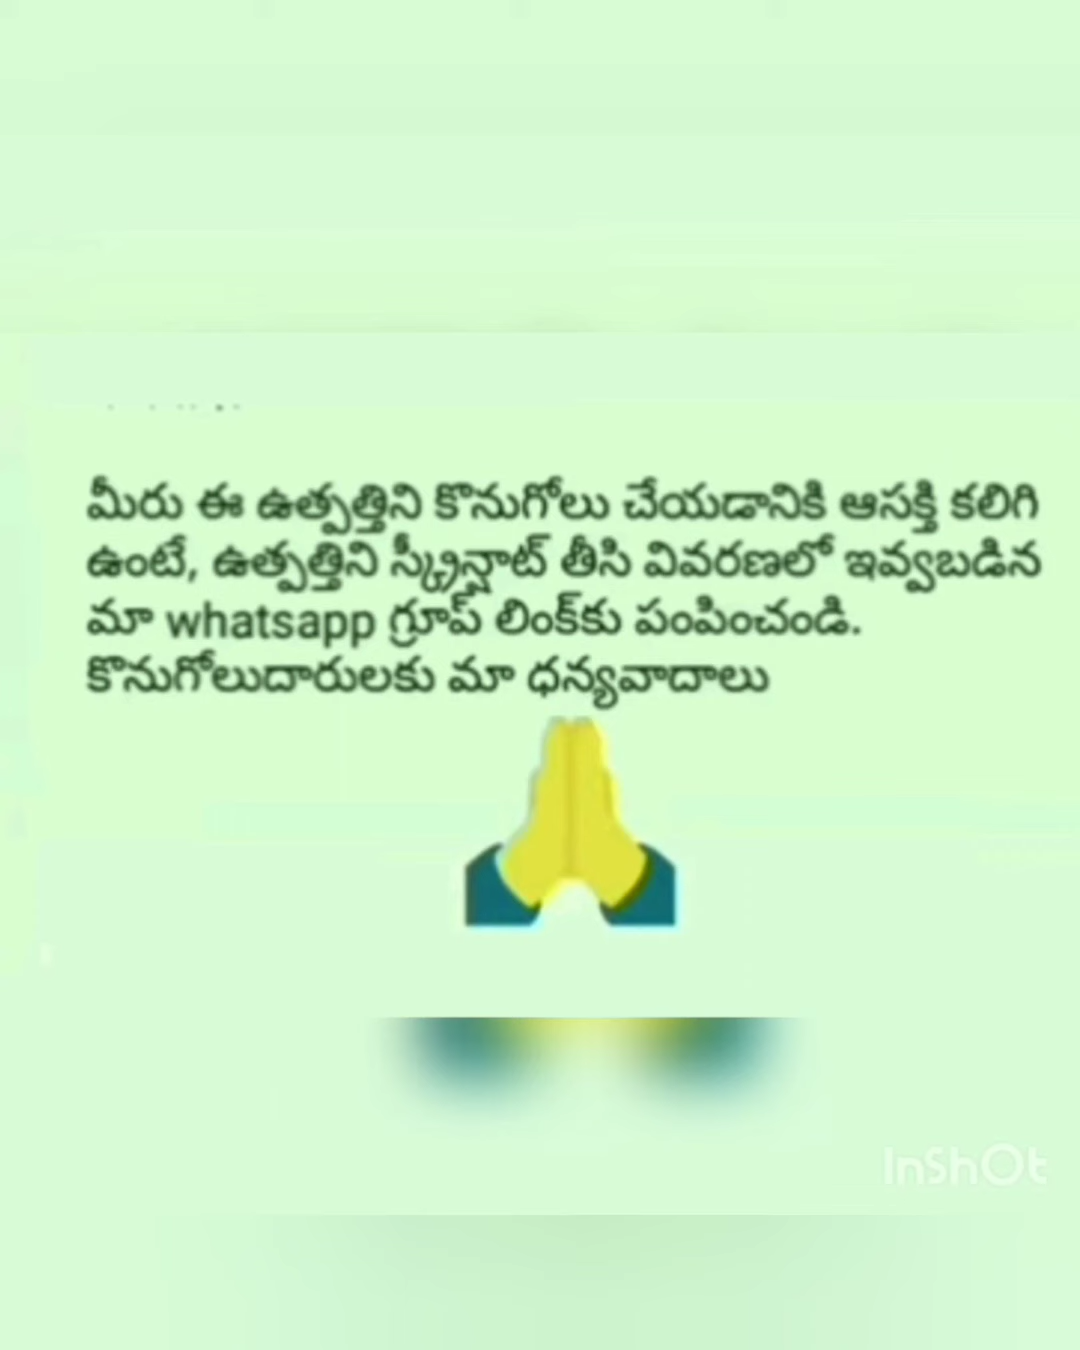 మీరు ఈ ఉత్పత్తిని కొనుగోలు చేయడానికి ఆసక్తి కలిగి
ఉంటే, ఉత్పత్తిని స్క్రీన్షాట్ తీసి వివరణలో ఇవ్వబడిన
మా whatsapp గ్రూప్ లింక్‌కు పంపించండి.
కొనుగోలుదారులకు మా ధన్యవాదాలు
InShOt